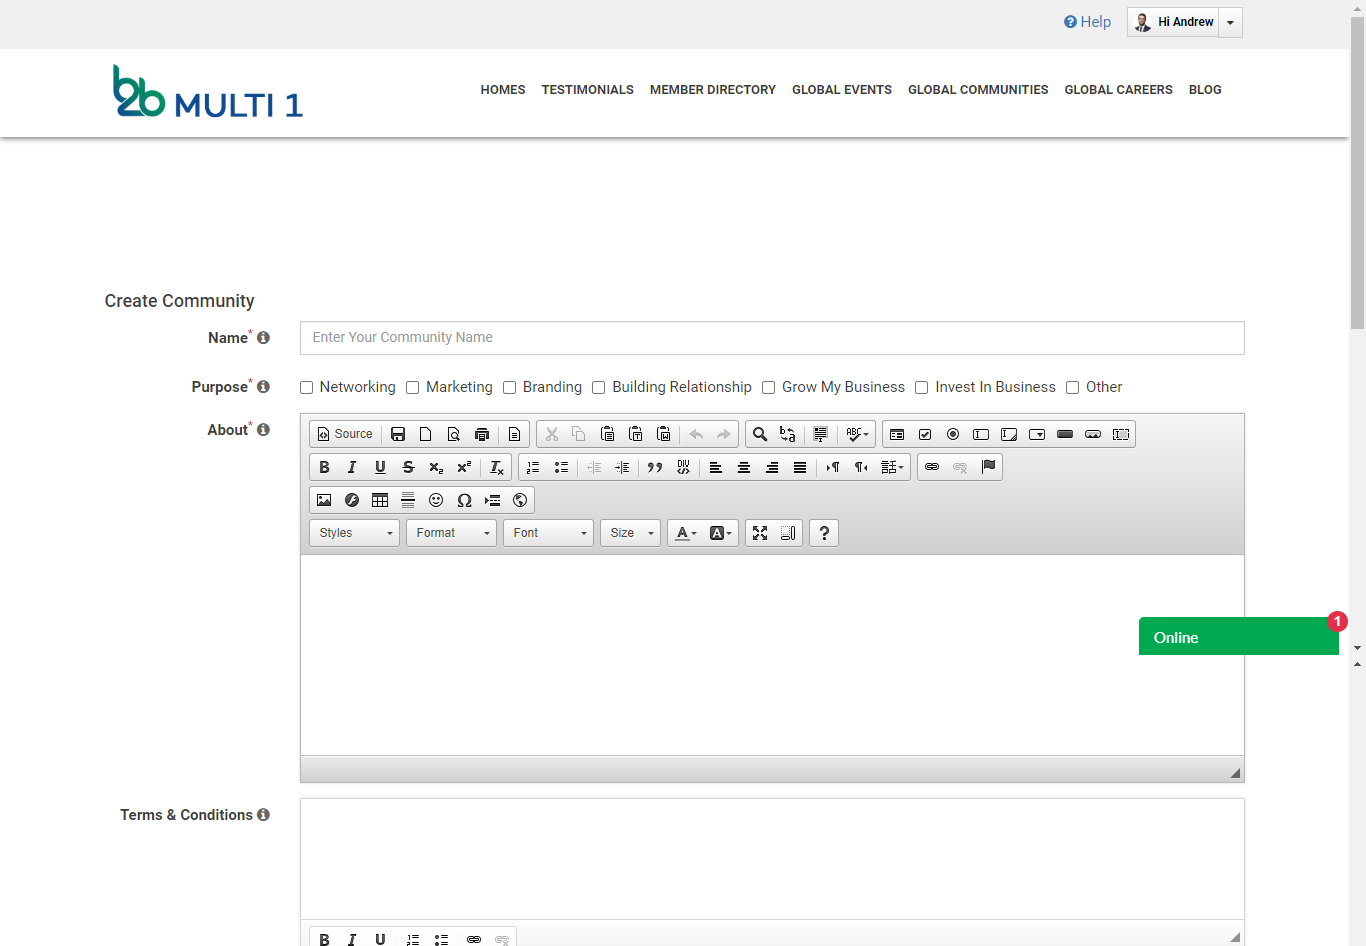 Help
Hi Andrew
b2b MULTI 1
HOMES TESTIMONIALS MEMBER DIRECTORY GLOBAL EVENTS GLOBAL COMMUNITIES GLOBAL CAREERS BLOG
Create Community
Name*
Enter Your Community Name
Purpose*
Networking Marketing Branding Building Relationship Grow My Business Invest In Business Other
About*
Source
Styles Format Font Size
Online
1
Terms & Conditions